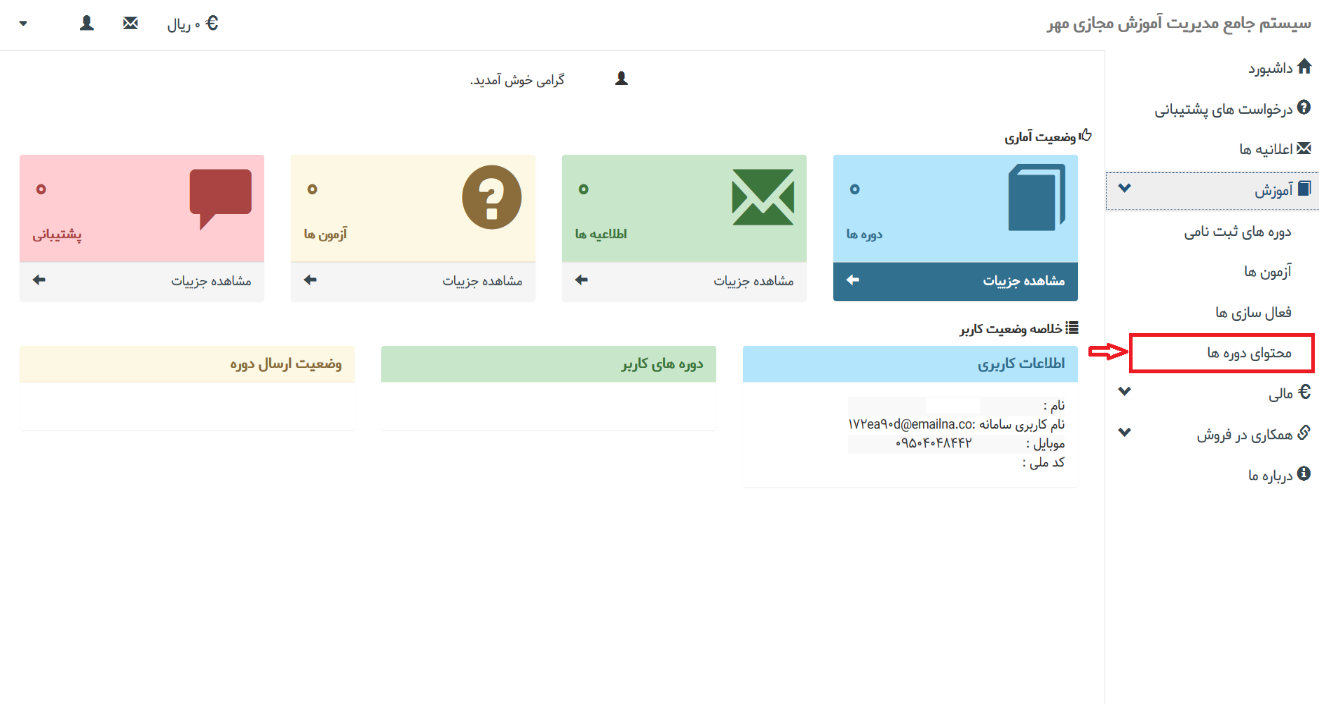 سیستم جامع مدیریت آموزش مجازی مهر
۰ ریال
داشبورد
درخواست های پشتیبانی
اعلانیه ها
آموزش
دوره های ثبت نامی
آزمون ها
فعال سازی ها
محتوای دوره ها
مالی
همکاری در فروش
درباره ما
گرامی خوش آمدید.
وضعیت آماری
۰
دوره ها
مشاهده جزییات
۰
اطلاعیه ها
مشاهده جزییات
۰
آزمون ها
مشاهده جزییات
۰
پشتیبانی
مشاهده جزییات
خلاصه وضعیت کاربر
اطلاعات کاربری
نام :
نام کاربری سامانه :۱۷۲ea۹۰d@emailna.co
موبایل : ۰۹۵۰۴۰۴۸۴۴۲
کد ملی :
دوره های کاربر
وضعیت ارسال دوره